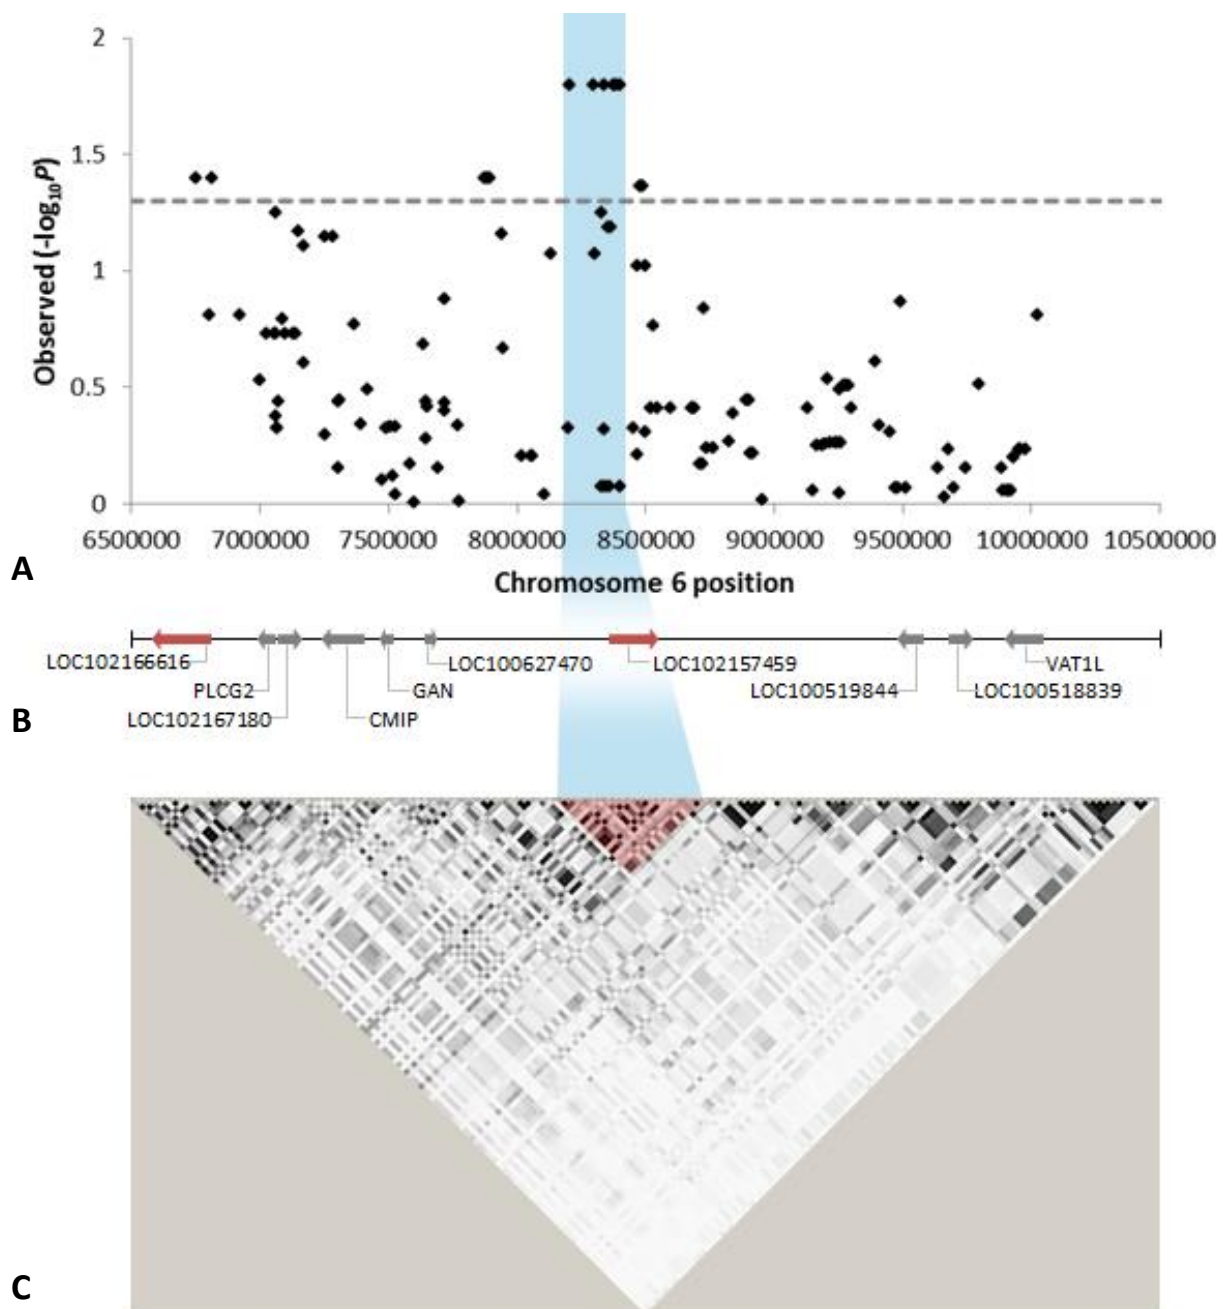 2
1.5
1
0.5
0
Observed (-log10P)
65000000 7000000 7500000 8000000 8500000 9000000 9500000 10000000 10500000
A
Chromosome 6 position
LOC102166616 LOC100627470 LOC102157459 VAT1L
PLCG2 GAN LOC100519844 LOC100518839
LOC102167180 CMIP
B
C